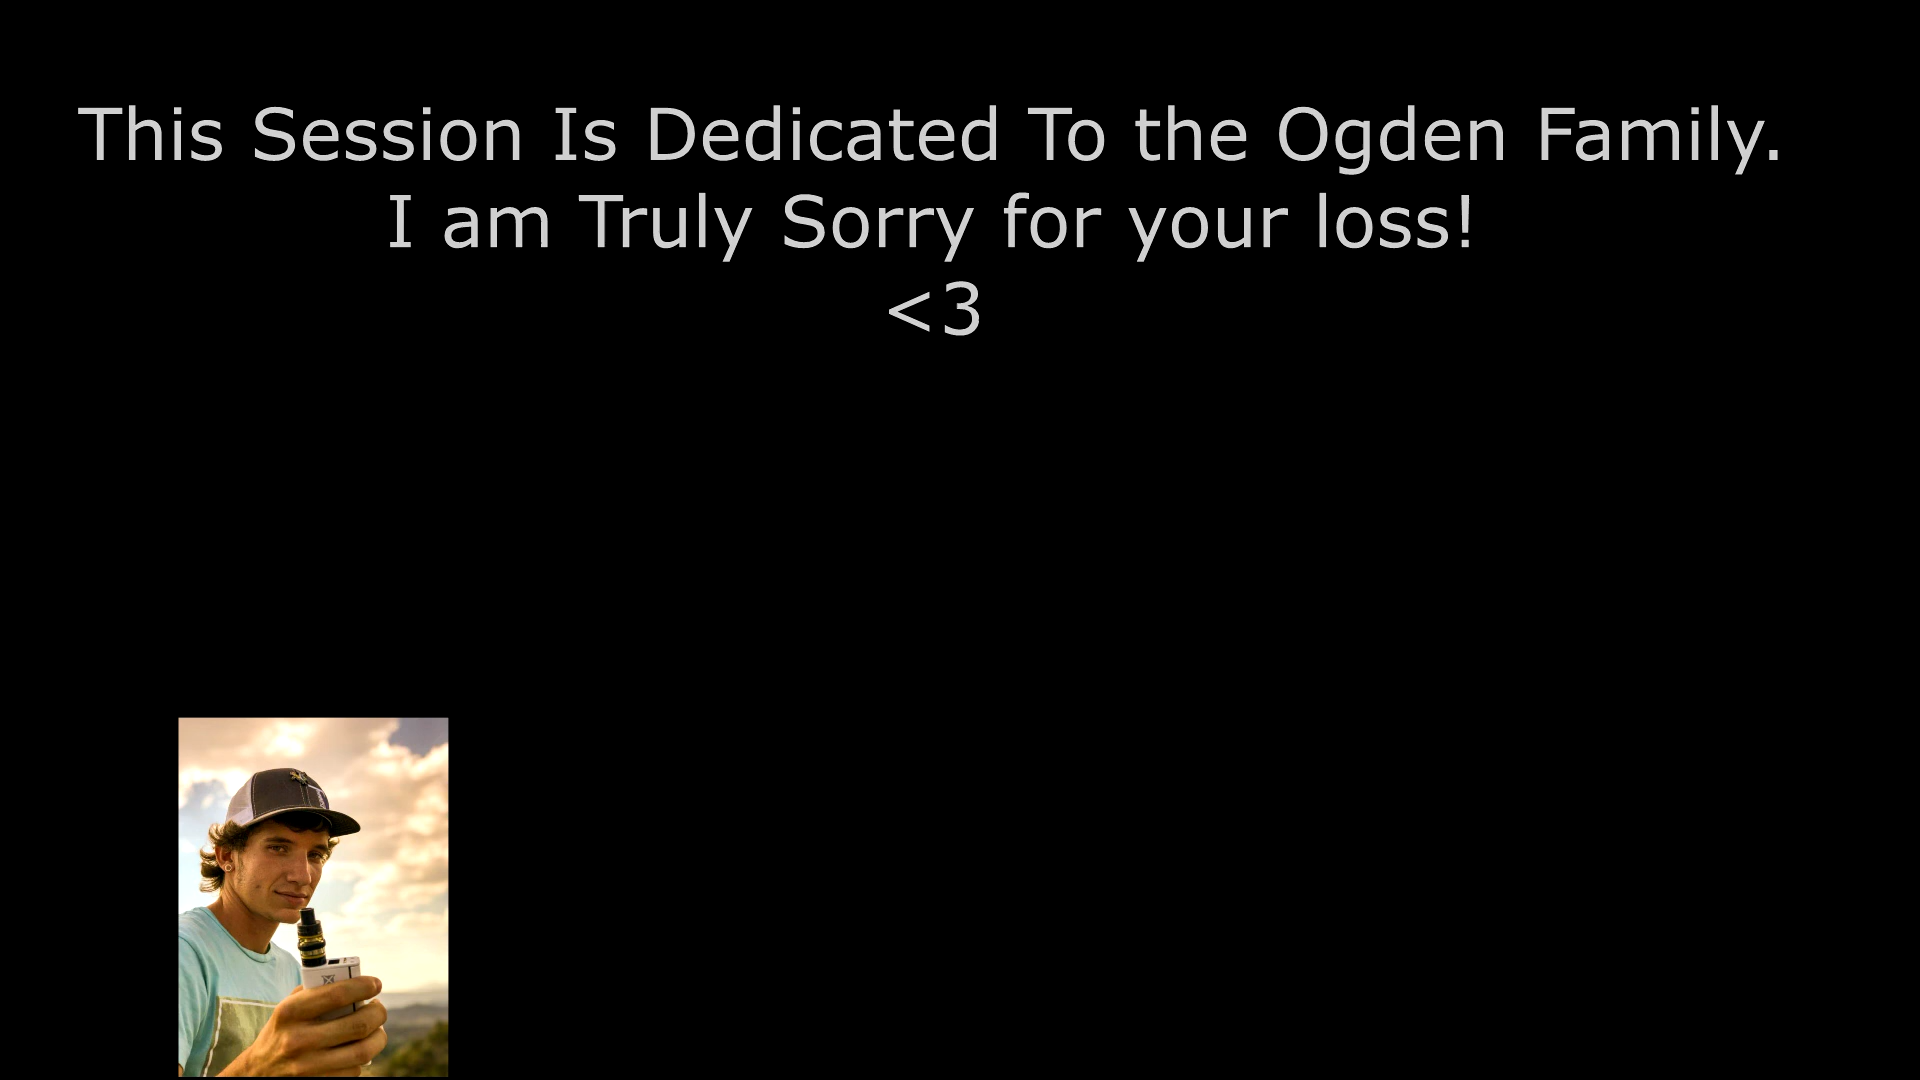 This Session Is Dedicated To the Ogden Family.
I am Truly Sorry for your loss!
<3